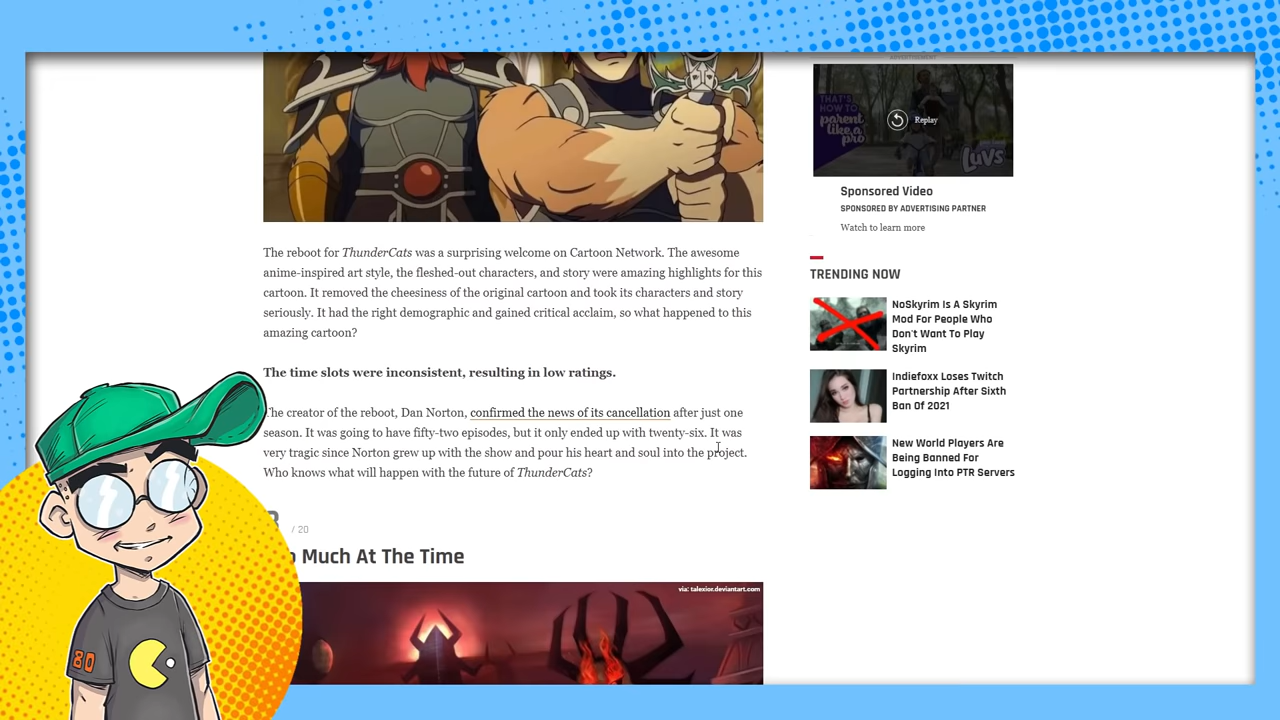 ADVERTISEMENT
THAT'S
HOW TO
parent
like a
pro
Replay
LUVS
Sponsored Video
SPONSORED BY ADVERTISING PARTNER
Watch to learn more
The reboot for ThunderCats was a surprising welcome on Cartoon Network. The awesome
anime-inspired art style, the fleshed-out characters, and story were amazing highlights for this
cartoon. It removed the cheesiness of the original cartoon and took its characters and story
seriously. It had the right demographic and gained critical acclaim, so what happened to this
amazing cartoon?
The time slots were inconsistent, resulting in low ratings.
The creator of the reboot, Dan Norton, confirmed the news of its cancellation after just one
season. It was going to have fifty-two episodes, but it only ended up with twenty-six. It was
very tragic since Norton grew up with the show and pour his heart and soul into the project.
Who knows what will happen with the future of ThunderCats?
/ 20
Much At The Time
via: talexior.deviantart.com
TRENDING NOW
NoSkyrim Is A Skyrim
Mod For People Who
Don't Want To Play
Skyrim
Indiefoxx Loses Twitch
Partnership After Sixth
Ban Of 2021
New World Players Are
Being Banned For
Logging Into PTR Servers
80